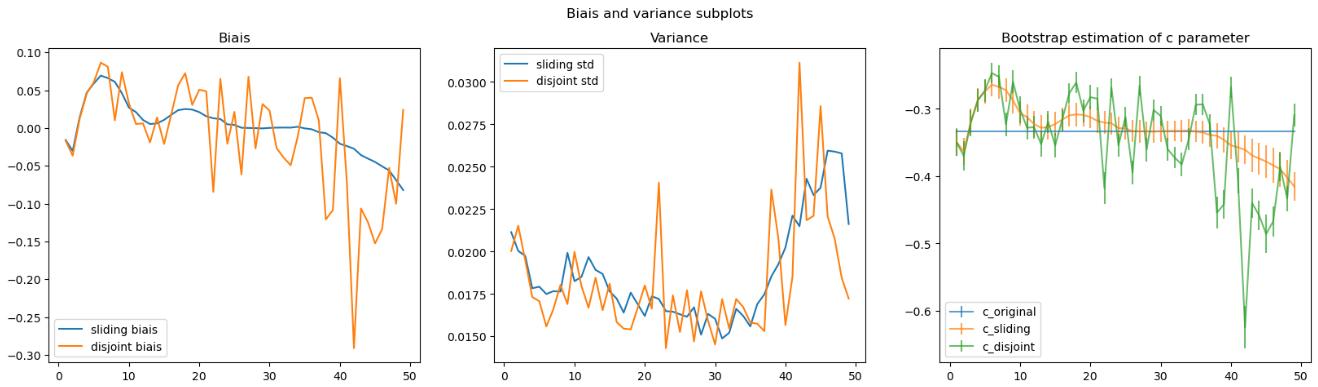 Biais and variance subplots
Biais
0.10
0.05
0.00
−0.05
−0.10
−0.15
−0.20
−0.25
−0.30
sliding biais
disjoint biais
0 10 20 30 40 50
Variance
sliding std
disjoint std
0.0300
0.0275
0.0250
0.0225
0.0200
0.0175
0.0150
0 10 20 30 40 50
Bootstrap estimation of c parameter
−0.3
−0.4
−0.5
−0.6
c_original
c_sliding
c_disjoint
0 10 20 30 40 50